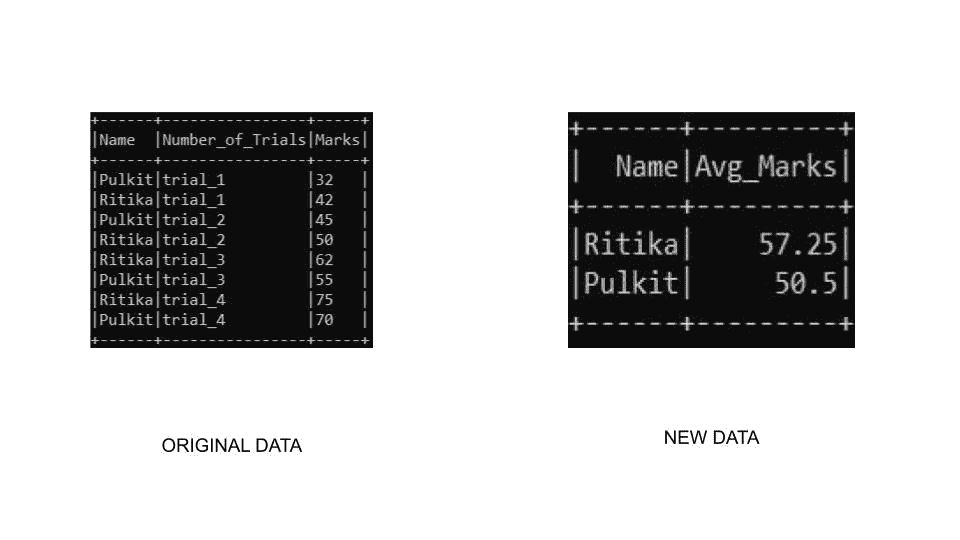 +------+----------------+-----+
|Name  |Number_of_Trials|Marks|
+------+----------------+-----+
|Pulkit|trial_1         |32   |
|Ritika|trial_1         |42   |
|Pulkit|trial_2         |45   |
|Ritika|trial_2         |50   |
|Ritika|trial_3         |62   |
|Pulkit|trial_3         |55   |
|Ritika|trial_4         |75   |
|Pulkit|trial_4         |70   |
+------+----------------+-----+
ORIGINAL DATA
+------+---------+
|  Name|Avg_Marks|
+------+---------+
|Ritika|    57.25|
|Pulkit|     50.5|
+------+---------+
NEW DATA